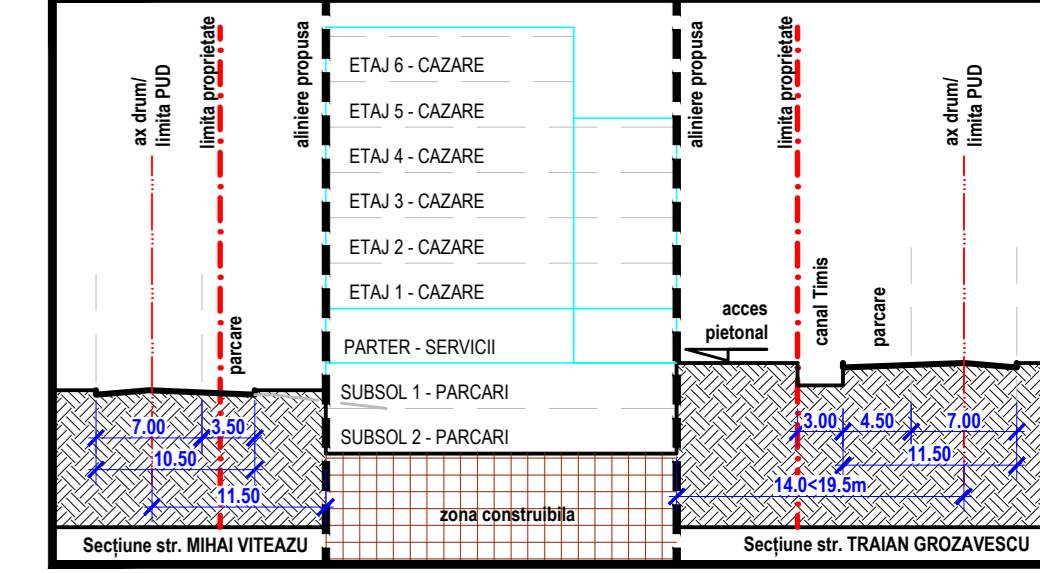 ax drum/
limita PUD
limita proprietate
aliniere propusa
parcare
ETAJ 6 - CAZARE
ETAJ 5 - CAZARE
ETAJ 4 - CAZARE
ETAJ 3 - CAZARE
ETAJ 2 - CAZARE
ETAJ 1 - CAZARE
PARTER - SERVICII
SUBSOL 1 - PARCARI
SUBSOL 2 - PARCARI
zona construibila
aliniere propusa
limita proprietate
ax drum/
limita PUD
acces
pietonal
canal Timis
parcare
7.00
3.50
10.50
11.50
3.00
4.50
7.00
11.50
14.0<19.5m
Secțiune str. MIHAI VITEAZU
Secțiune str. TRAIAN GROZAVESCU